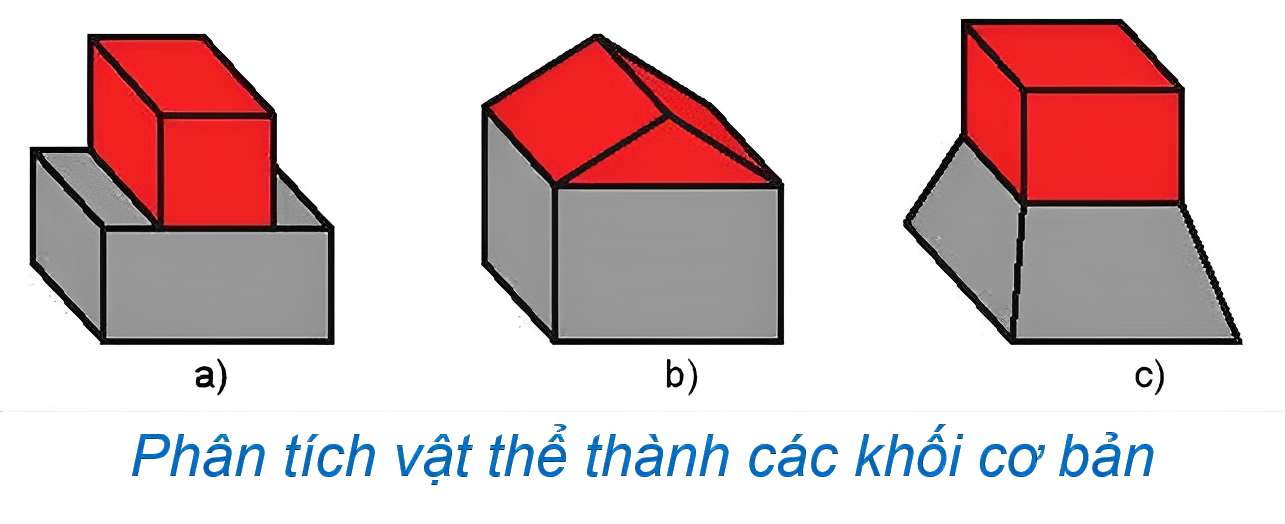 a) b) c)
Phân tích vật thể thành các khối cơ bản